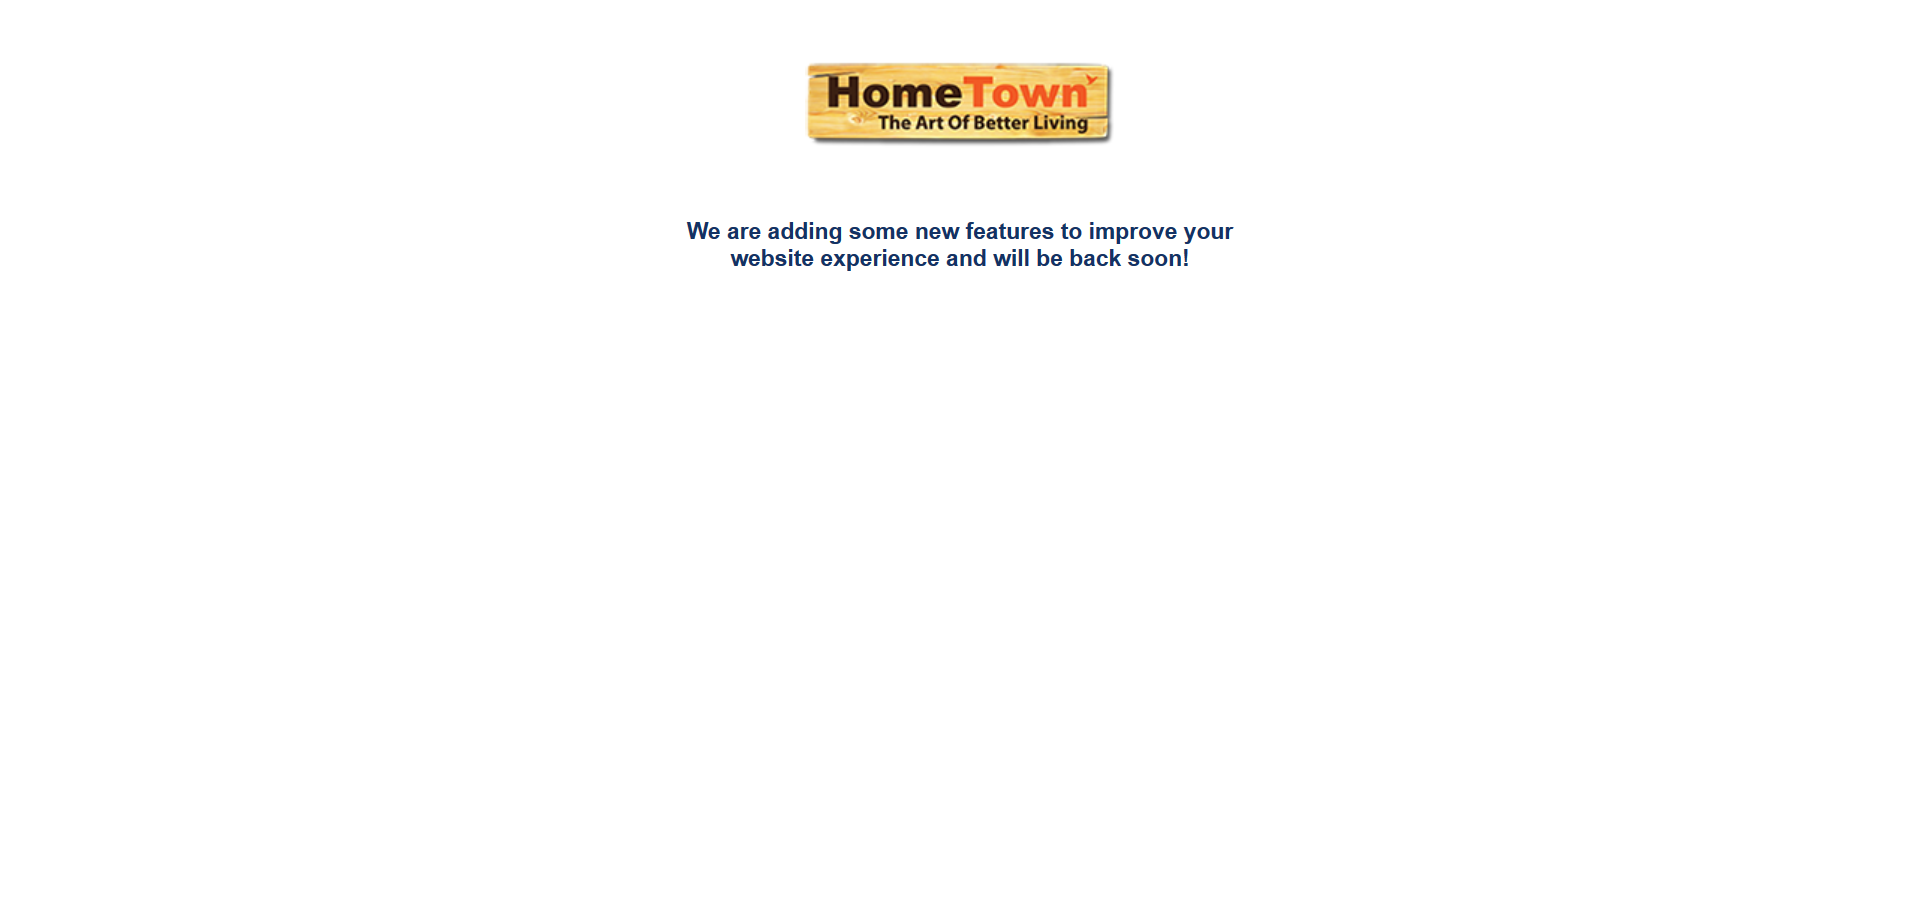 HomeTown
The Art Of Better Living
We are adding some new features to improve your
website experience and will be back soon!